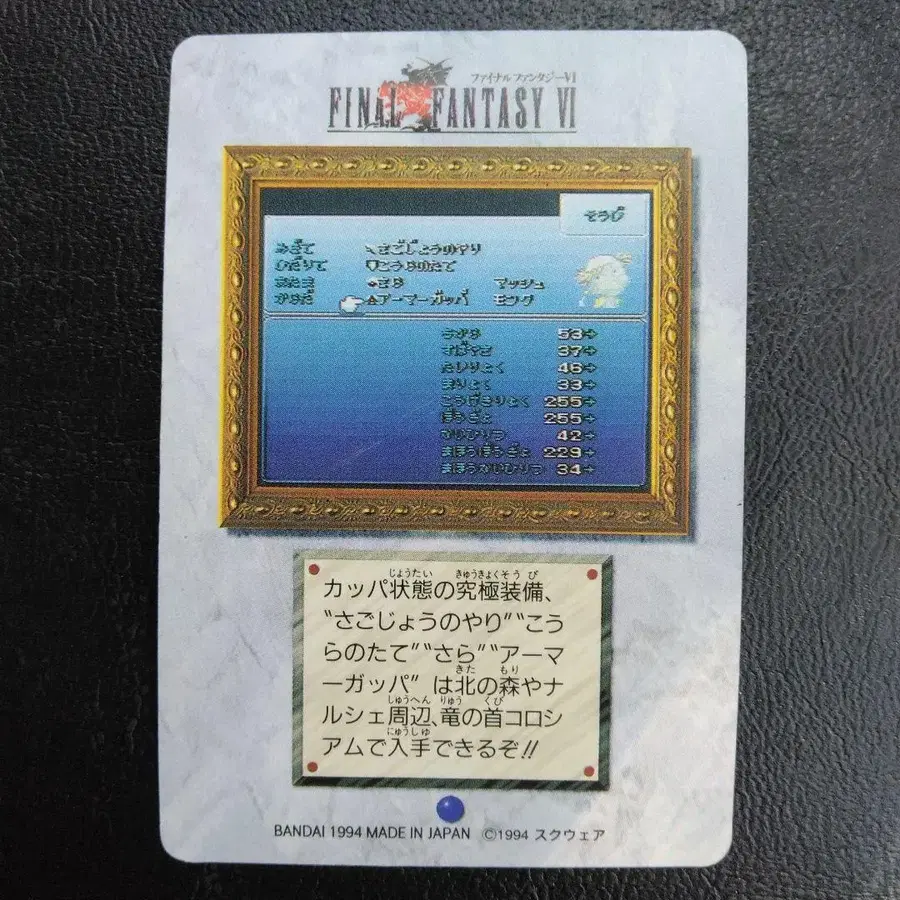 ファイナルファンタジーVI
FINAL FANTASY VI
そうび
みぎて さごじょうのやり
ひだりて こうらのたて
あたま さら マッシュ
からだ アーマーガッパ モンク
ちから 53
すばやさ 37
たいりょく 46
まりょく 33
こうげきりょく 255
ぼうぎょ 255
かいひりつ 42
まほうぼうぎょ 229
まほうかいひりつ 34
カッパ状態の究極装備、
〝さごじょうのやり〟〝こう
らのたて〟〝さら〟〝アーマ
ーガッパ〟は北の森やナ
ルシェ周辺、竜の首コロシ
アムで入手できるぞ!!
BANDAI 1994 MADE IN JAPAN ©1994 スクウェア